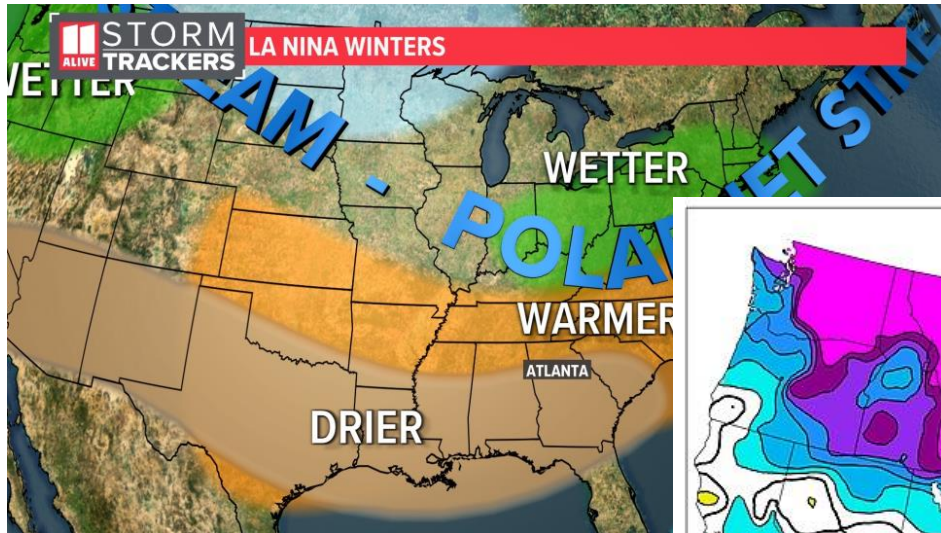 11
ALIVE
STORM
TRACKERS
LA NINA WINTERS
WETTER
WETTER
WARMER
ATLANTA
DRIER